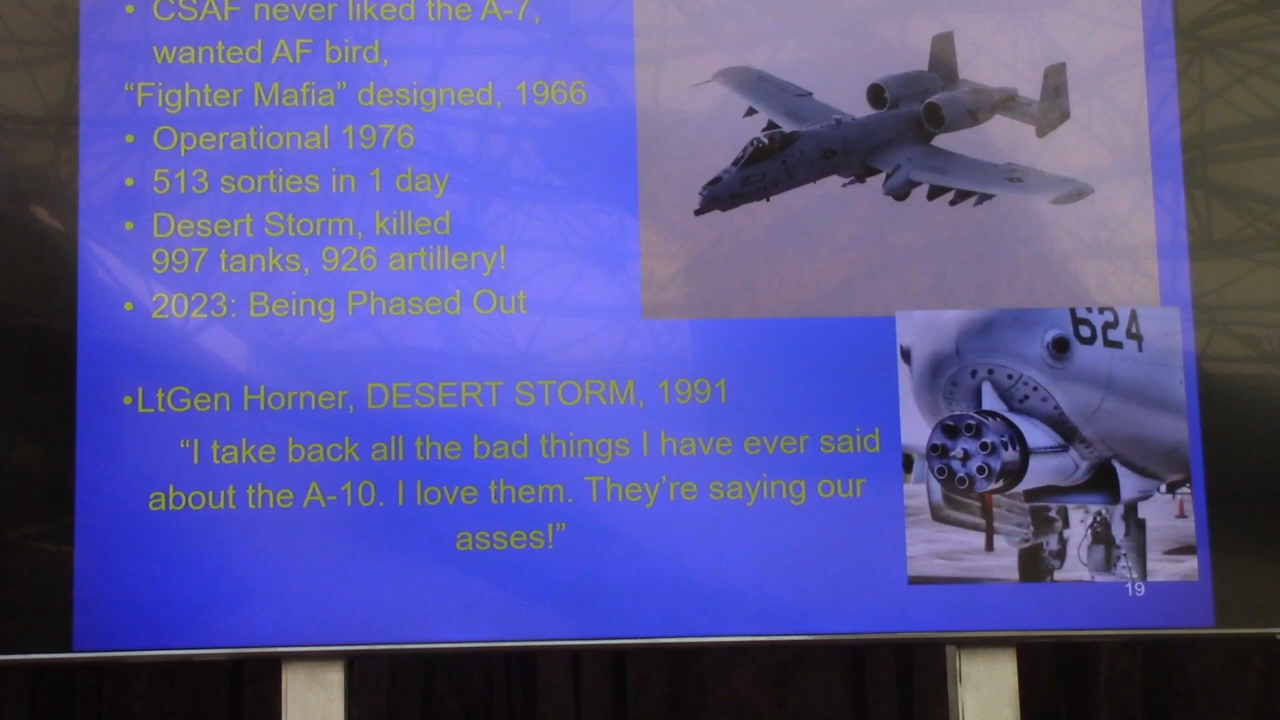 • CSAF never liked the A-7,
wanted AF bird,
“Fighter Mafia” designed, 1966
• Operational 1976
• 513 sorties in 1 day
• Desert Storm, killed
997 tanks, 926 artillery!
• 2023: Being Phased Out
•LtGen Horner, DESERT STORM, 1991
“I take back all the bad things I have ever said
about the A-10. I love them. They’re saying our
asses!”
624
19